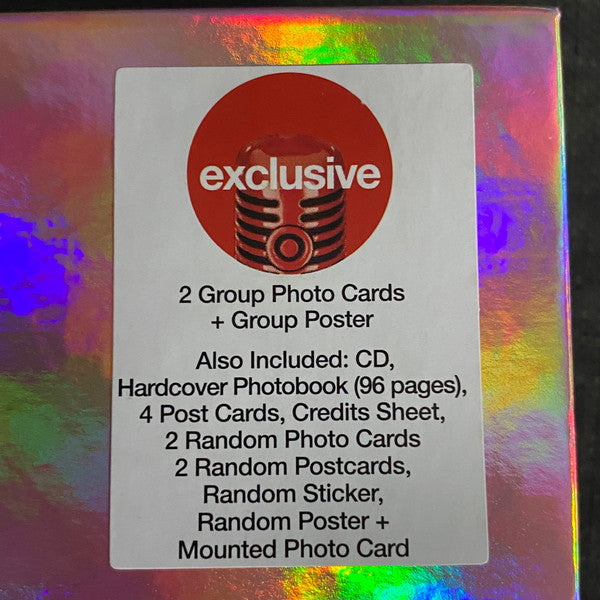 exclusive
2 Group Photo Cards
+ Group Poster
Also Included: CD,
Hardcover Photobook (96 pages),
4 Post Cards, Credits Sheet,
2 Random Photo Cards
2 Random Postcards,
Random Sticker,
Random Poster +
Mounted Photo Card